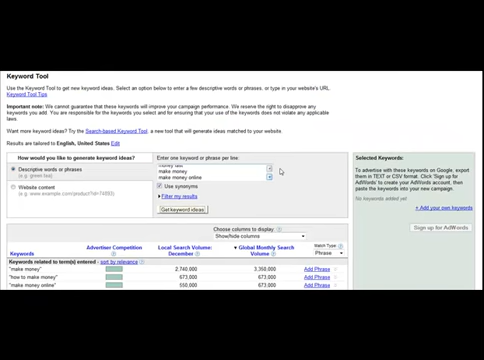 Keyword Tool
Use the Keyword Tool to get new keyword ideas. Select an option below to enter a few descriptive words or phrases, or type in your website's URL.
Keyword Tool Tips
Important note: We cannot guarantee that these keywords will improve your campaign performance. We reserve the right to disapprove
any keywords you add. You are responsible for the keywords you select and for ensuring that your use of the keywords does not violate any applicable
laws.
Want more keyword ideas? Try the Search-based Keyword Tool, a new tool that will generate ideas matched to your website.
Results are tailored to English, United States Edit
How would you like to generate keyword ideas?
Descriptive words or phrases
(e.g. green tea)
Website content
(e.g. www.example.com/product?id=74893)
Enter one keyword or phrase per line:
money fast
make money
make money online
Use synonyms
Filter my results
Get keyword ideas
Selected Keywords:
To advertise with these keywords on Google, export
them in TEXT or CSV format. Click 'Sign up for
AdWords' to create your AdWords account, then
paste the keywords into your new campaign.
No keywords added yet
+ Add your own keywords
Sign up for AdWords
Choose columns to display
Show/hide columns
Keywords
Advertiser Competition
Local Search Volume: December
Global Monthly Search Volume
Match Type:
Phrase
Keywords related to term(s) entered - sort by relevance
"make money" 2,740,000 3,350,000 Add Phrase
"how to make money" 673,000 673,000 Add Phrase
"make money online" 550,000 673,000 Add Phrase